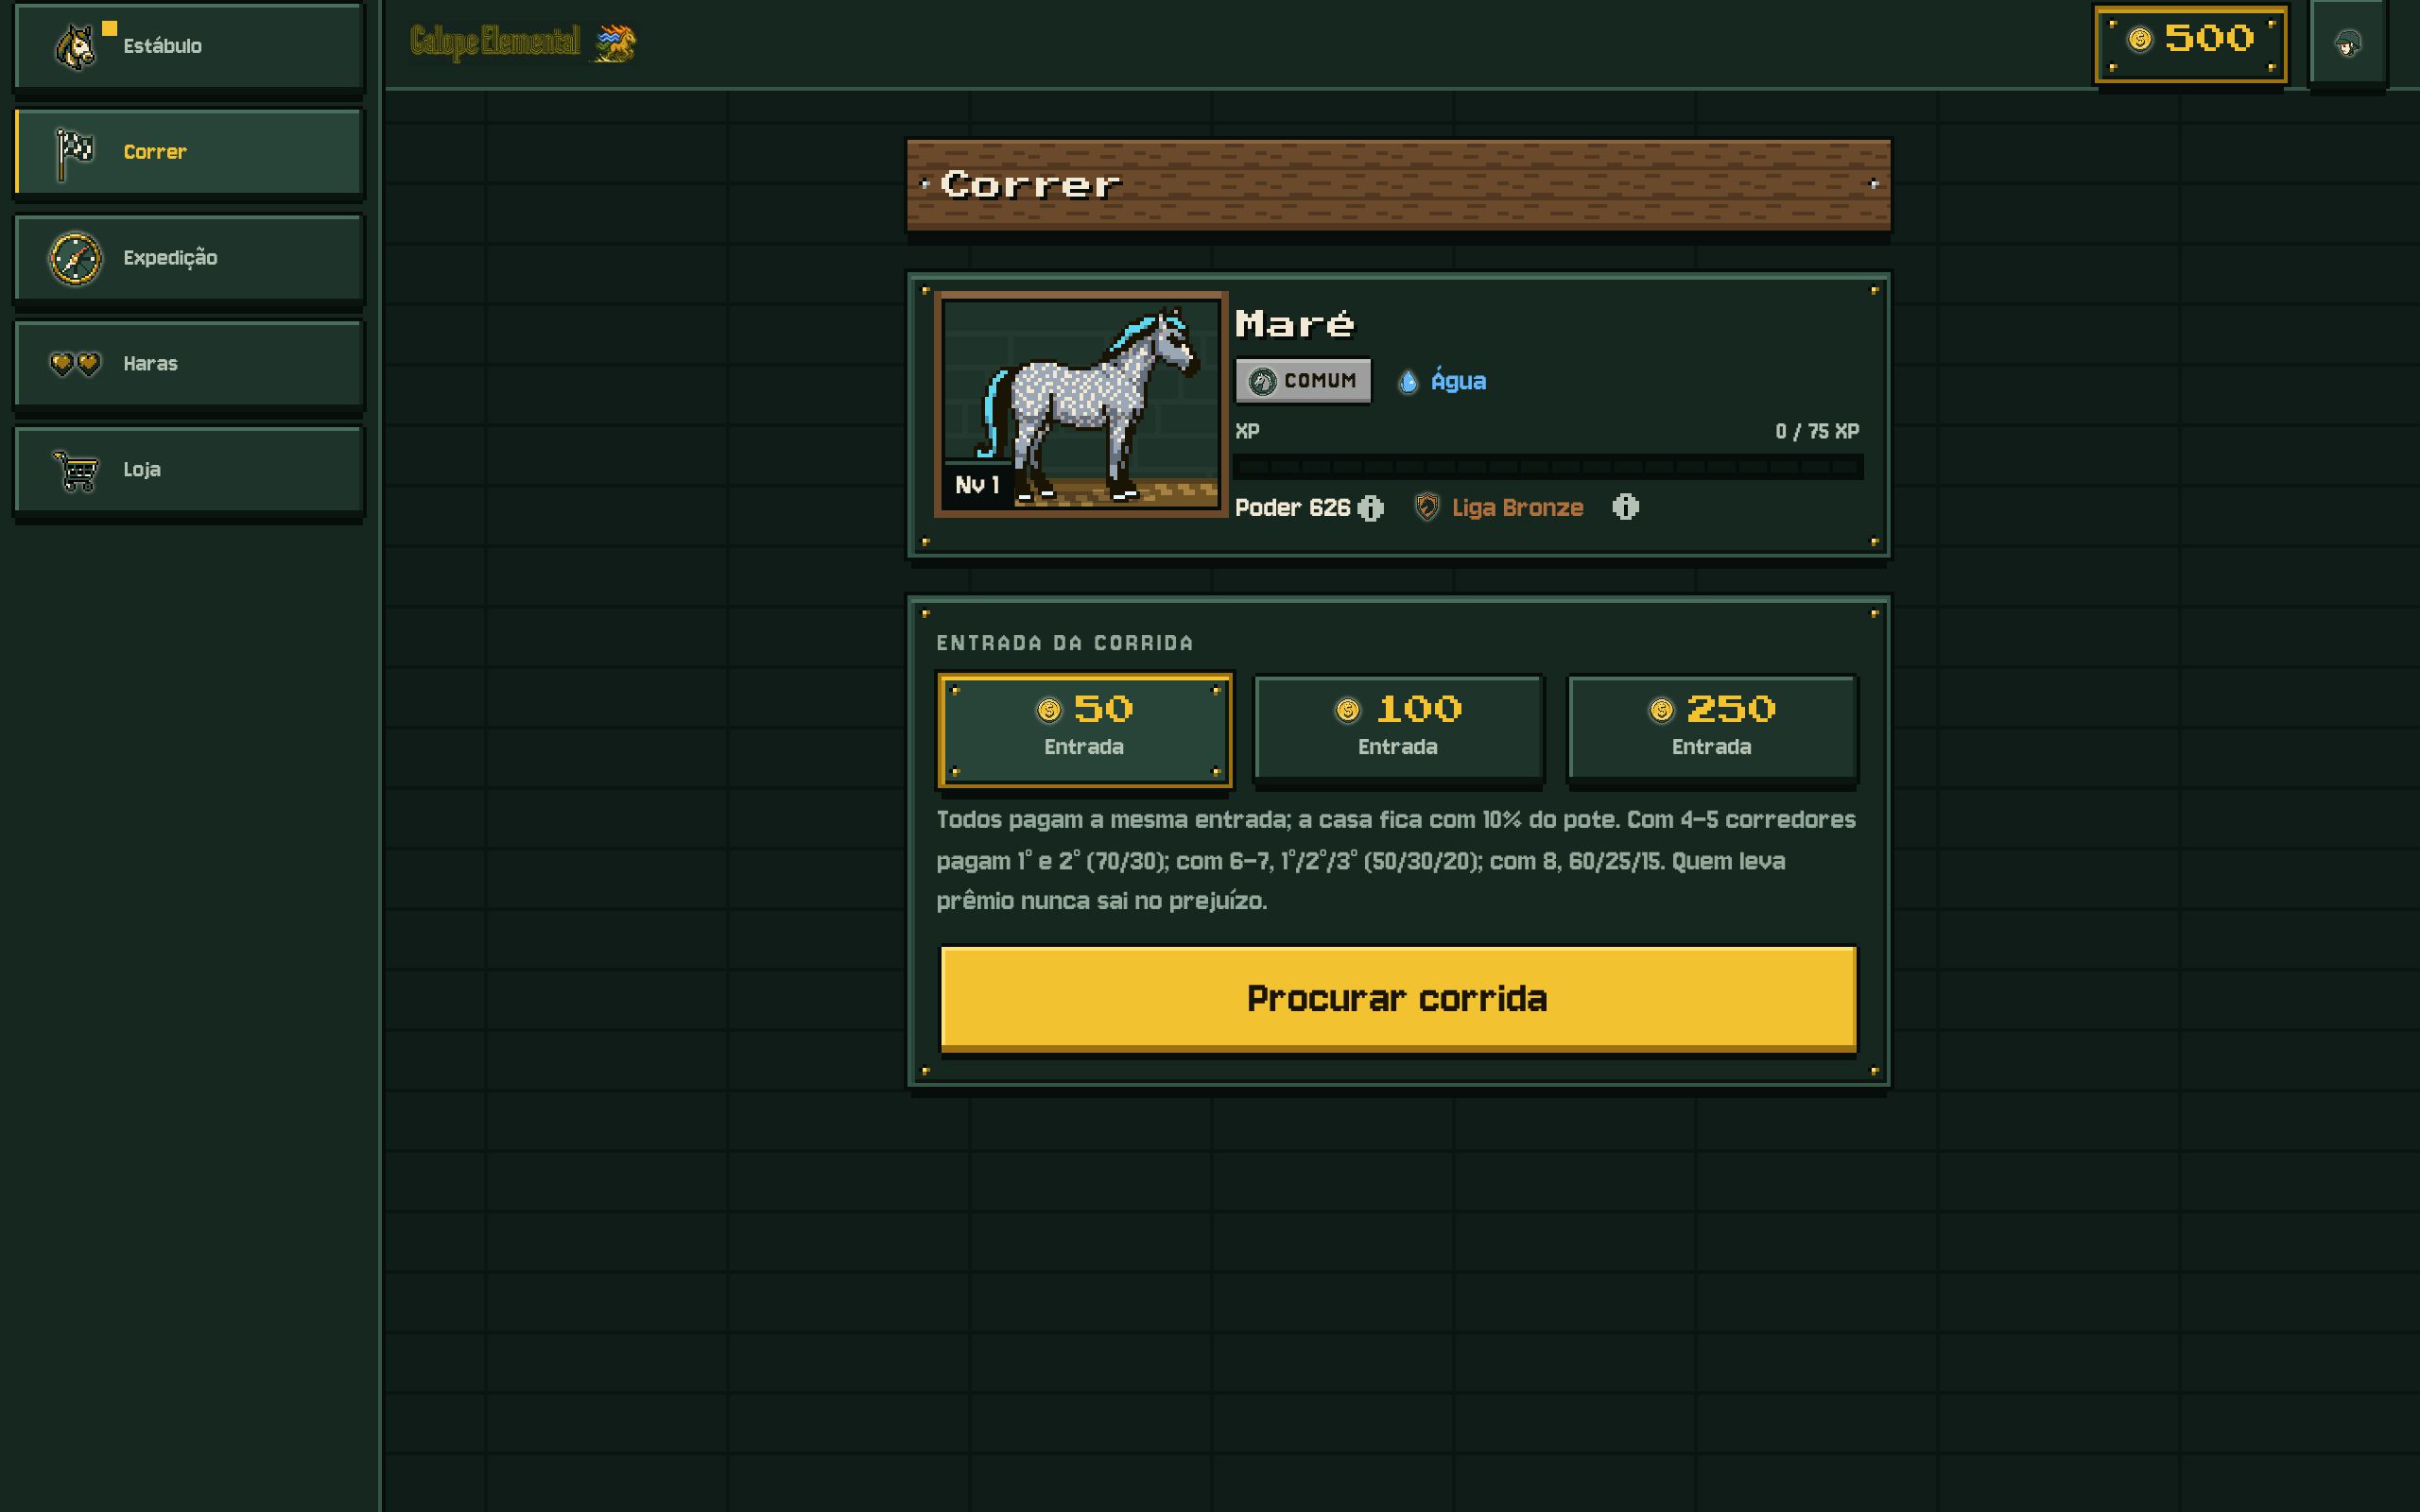 Estábulo
Galope Elemental
500
Correr
Expedição
Haras
Loja
Correr
Maré
COMUM Água
XP 0 / 75 XP
Nv 1
Poder 626 Liga Bronze
ENTRADA DA CORRIDA
50 100 250
Entrada Entrada Entrada
Todos pagam a mesma entrada; a casa fica com 10% do pote. Com 4–5 corredores
pagam 1° e 2° (70/30); com 6–7, 1°/2°/3° (50/30/20); com 8, 60/25/15. Quem leva
prêmio nunca sai no prejuízo.
Procurar corrida